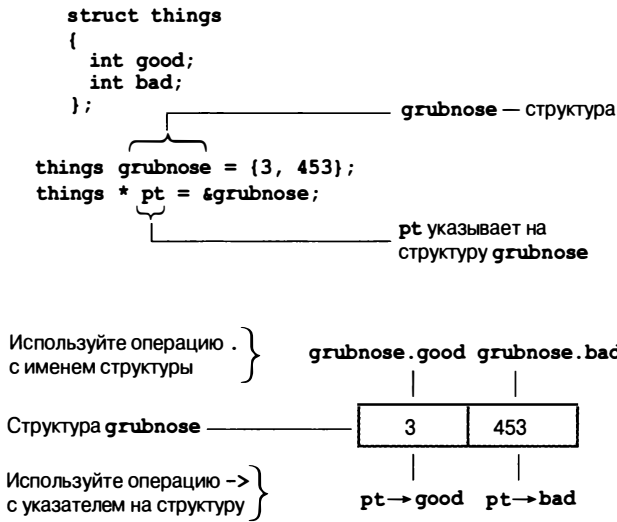 struct things
{
int good;
int bad;
};
grubnose — структура
things grubnose = {3, 453};
things * pt = &grubnose;
pt указывает на
структуру grubnose
Используйте операцию .
с именем структуры
grubnose.good grubnose.bad
Структура grubnose
3 453
Используйте операцию ->
с указателем на структуру
pt→good pt→bad